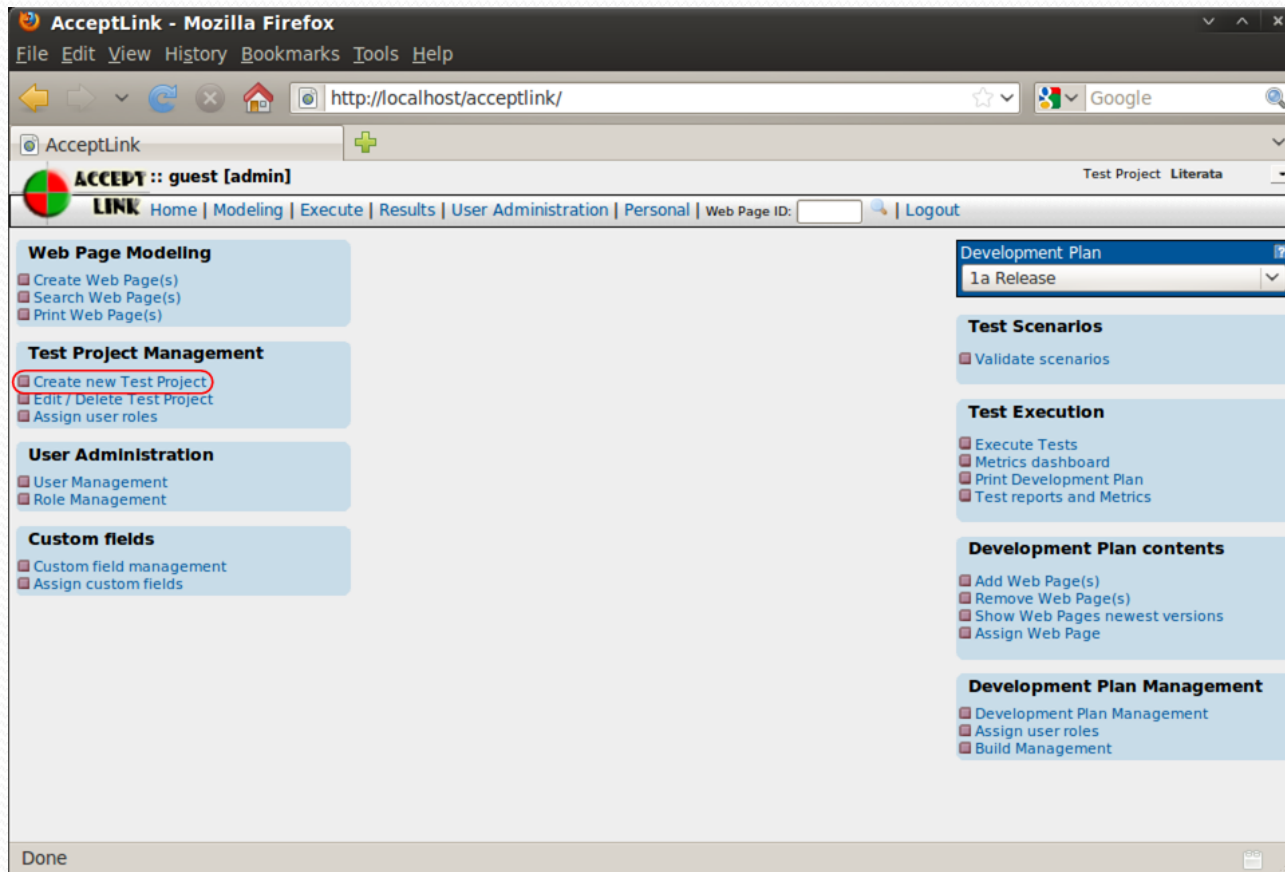 AcceptLink - Mozilla Firefox
File Edit View History Bookmarks Tools Help
http://localhost/acceptlink/
Google
AcceptLink
ACCEPT :: guest [admin]
Test Project Literata
LINK Home | Modeling | Execute | Results | User Administration | Personal | Web Page ID: | Logout
Web Page Modeling
Create Web Page(s)
Search Web Page(s)
Print Web Page(s)
Test Project Management
Create new Test Project
Edit / Delete Test Project
Assign user roles
User Administration
User Management
Role Management
Custom fields
Custom field management
Assign custom fields
Development Plan
?
1a Release
Test Scenarios
Validate scenarios
Test Execution
Execute Tests
Metrics dashboard
Print Development Plan
Test reports and Metrics
Development Plan contents
Add Web Page(s)
Remove Web Page(s)
Show Web Pages newest versions
Assign Web Page
Development Plan Management
Development Plan Management
Assign user roles
Build Management
Done